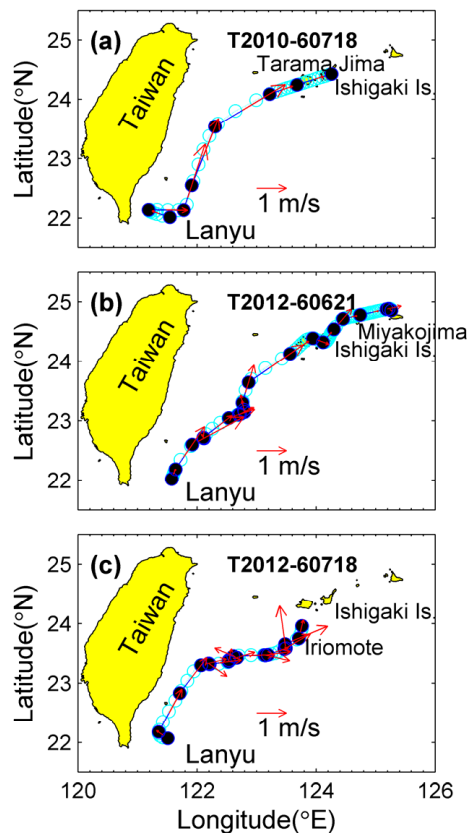 (a)
T2010-60718
Taiwan
Tarama Jima
Ishigaki Is.
Lanyu
1 m/s
Latitude(°N)
25
24
23
22
(b)
T2012-60621
Taiwan
Miyakojima
Ishigaki Is.
Lanyu
1 m/s
Latitude(°N)
25
24
23
22
(c)
T2012-60718
Taiwan
Ishigaki Is.
Iriomote
Lanyu
1 m/s
Latitude(°N)
25
24
23
22
120 122 124 126
Longitude(°E)